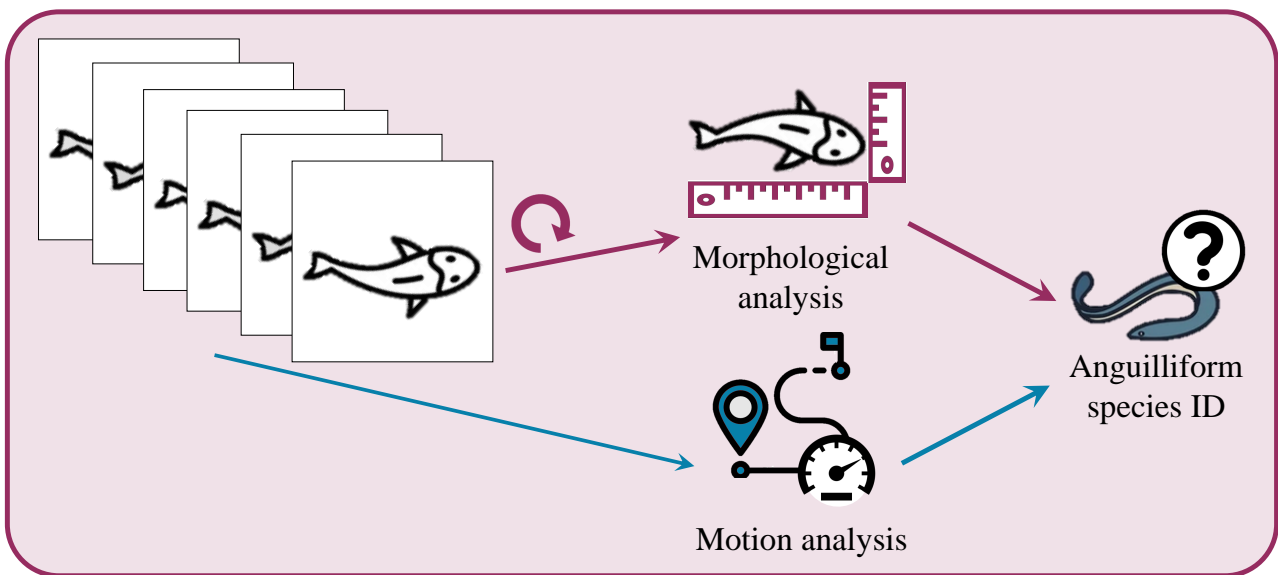 Morphological
analysis
Anguilliform
species ID
Motion analysis